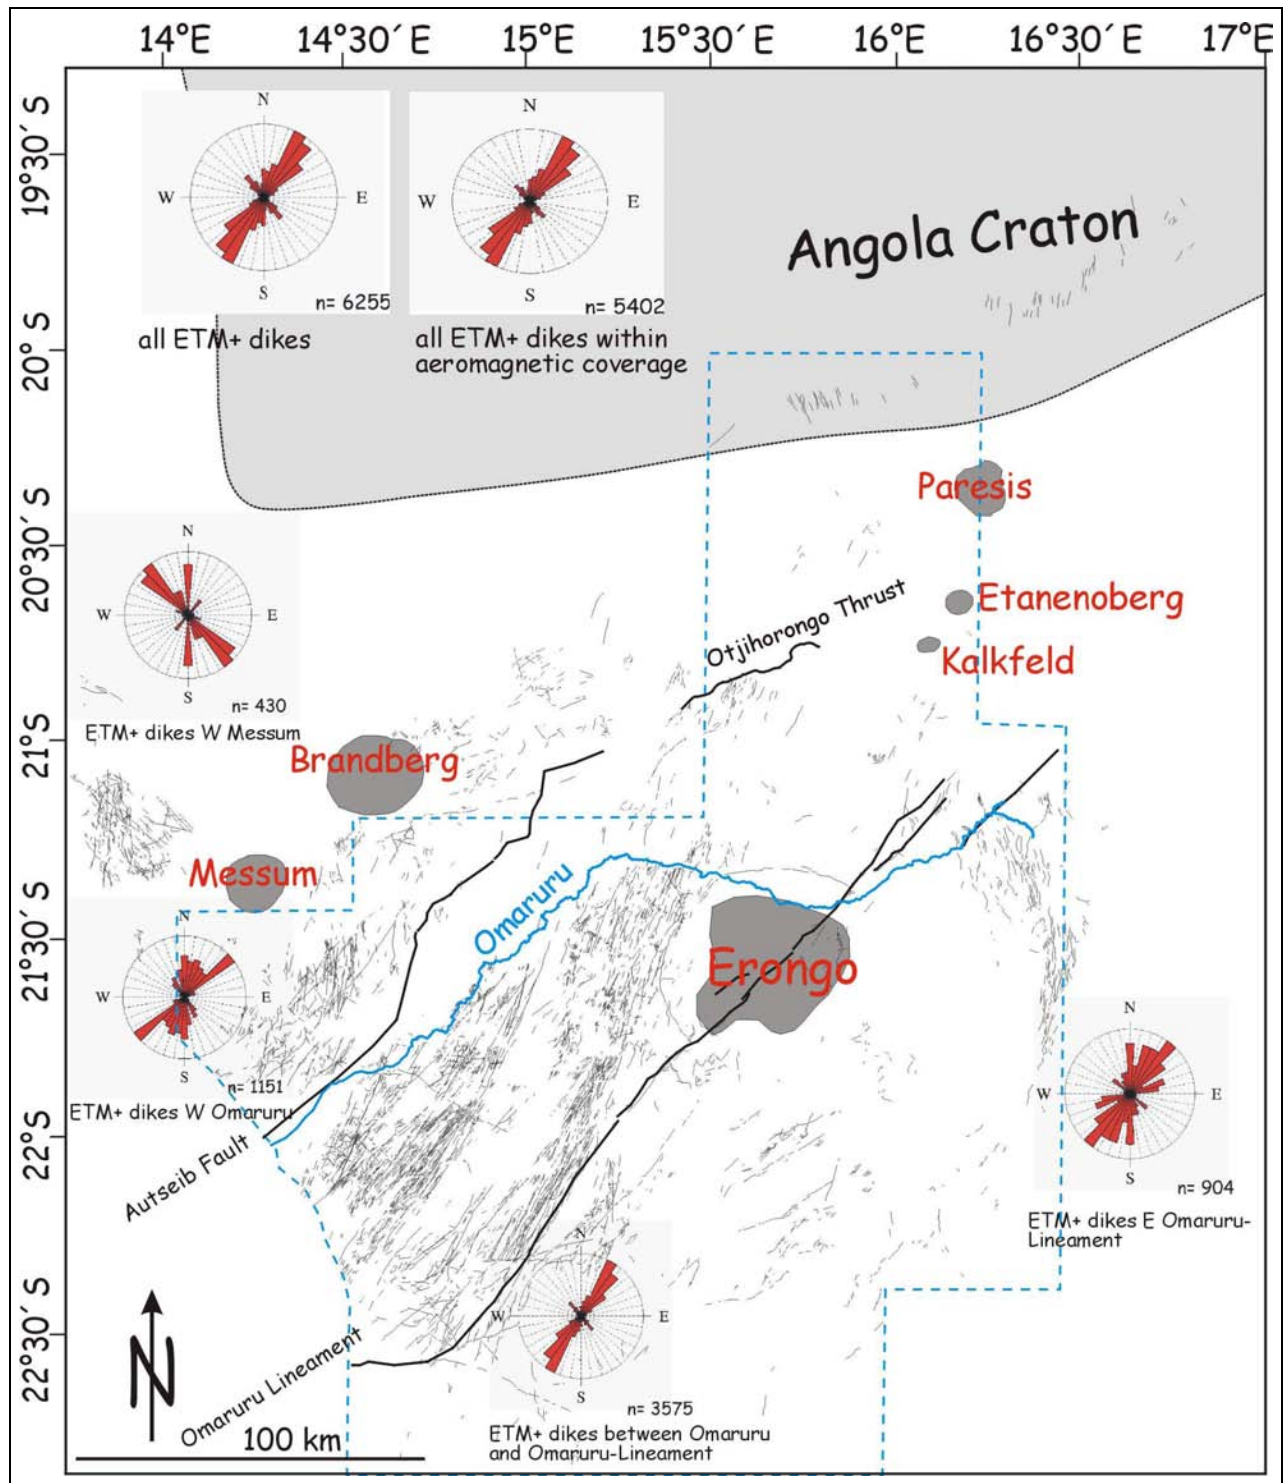 14°E 14°30´E 15°E 15°30´E 16°E 16°30´E 17°E
19°30´S
20°S
20°30´S
21°S
21°30´S
22°S
22°30´S
N
W
E
S
n= 6255
all ETM+ dikes
N
W
E
S
n= 5402
all ETM+ dikes within
aeromagnetic coverage
Angola Craton
Paresis
Etanenoberg
Kalkfeld
Otjihorongo Thrust
N
W
E
S
n= 430
ETM+ dikes W Messum
Brandberg
Messum
Omaruru
Erongo
N
W
E
S
n= 1151
ETM+ dikes W Omaruru
Autseib Fault
N
W
E
S
n= 904
ETM+ dikes E Omaruru-
Lineament
N
W
E
S
n= 3575
ETM+ dikes between Omaruru
and Omaruru-Lineament
Omaruru Lineament
N
100 km